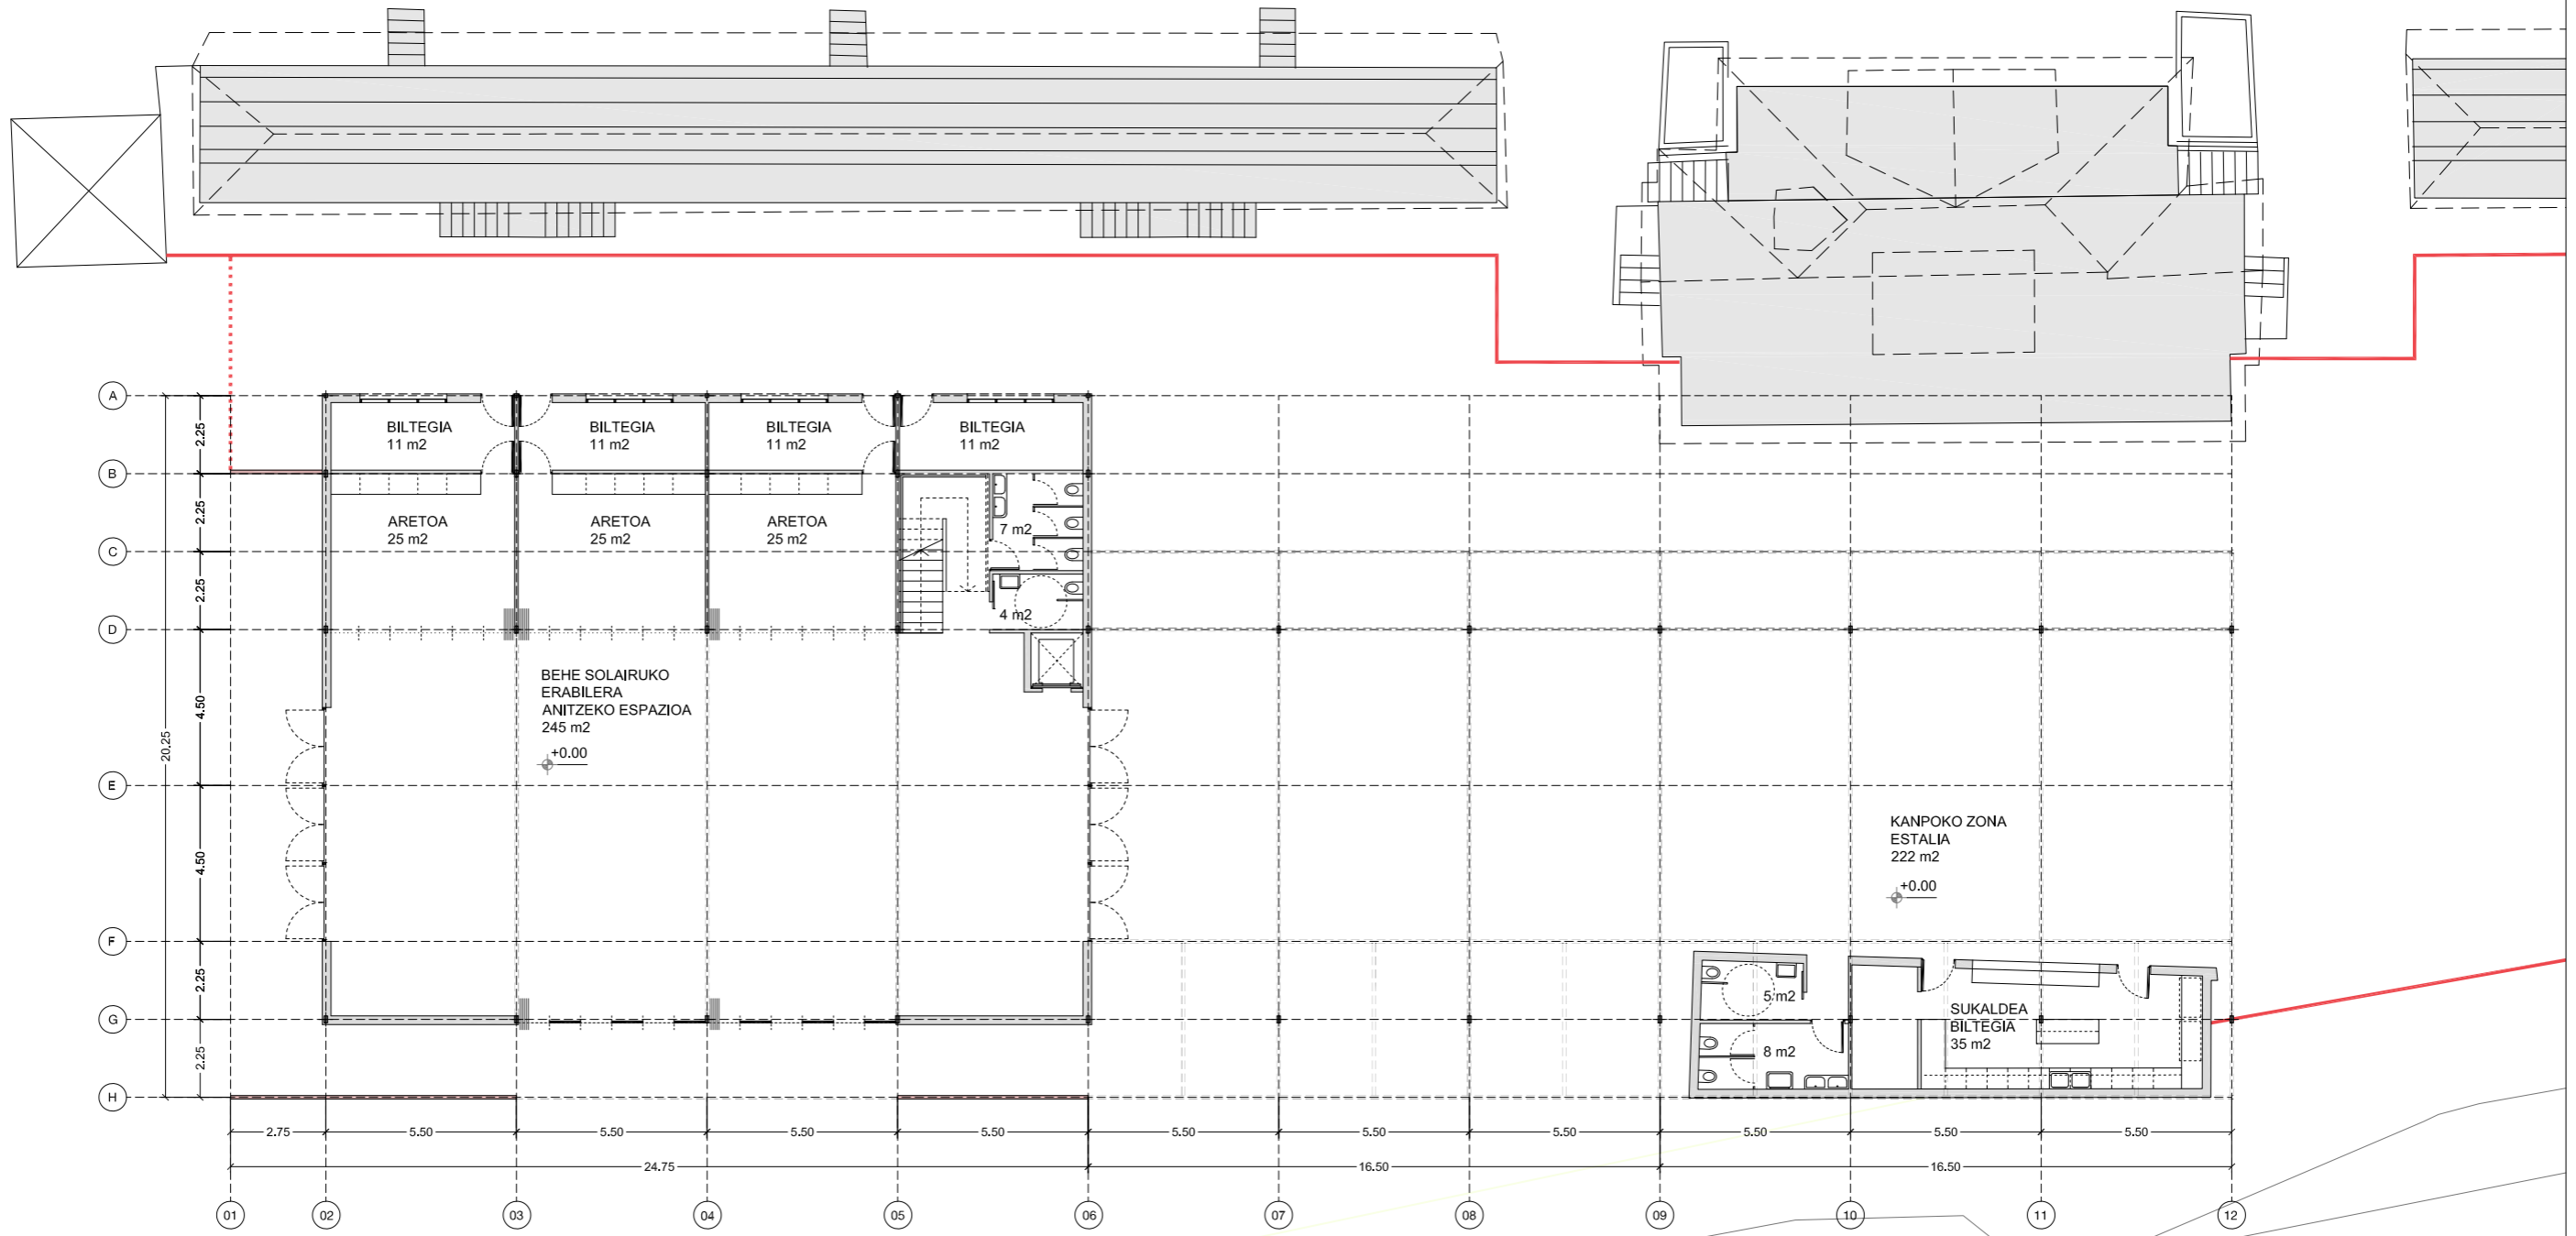 A
B
C
D
E
F
G
H
2.25
2.25
2.25
4.50
4.50
2.25
2.25
20.25
BILTEGIA
11 m2
BILTEGIA
11 m2
BILTEGIA
11 m2
BILTEGIA
11 m2
ARETOA
25 m2
ARETOA
25 m2
ARETOA
25 m2
7 m2
4 m2
BEHE SOLAIRUKO
ERABILERA
ANITZEKO ESPAZIOA
245 m2
+0.00
KANPOKO ZONA
ESTALIA
222 m2
+0.00
5 m2
8 m2
SUKALDEA
BILTEGIA
35 m2
2.75
5.50
5.50
5.50
5.50
5.50
5.50
5.50
5.50
5.50
5.50
24.75
16.50
16.50
01
02
03
04
05
06
07
08
09
10
11
12